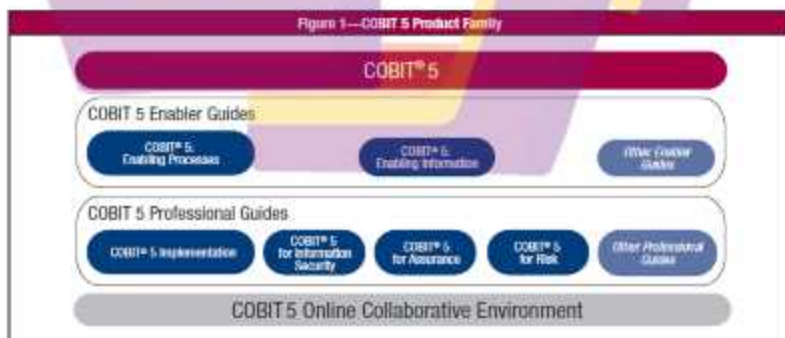 Figure 1—COBIT 5 Product Family
COBIT® 5
COBIT 5 Enabler Guides
COBIT® 5:
Enabling Processes
COBIT® 5:
Enabling Information
Other Enabler
Guides
COBIT 5 Professional Guides
COBIT® 5 Implementation
COBIT® 5
for Information
Security
COBIT® 5
for Assurance
COBIT® 5
for Risk
Other Professional
Guides
COBIT 5 Online Collaborative Environment